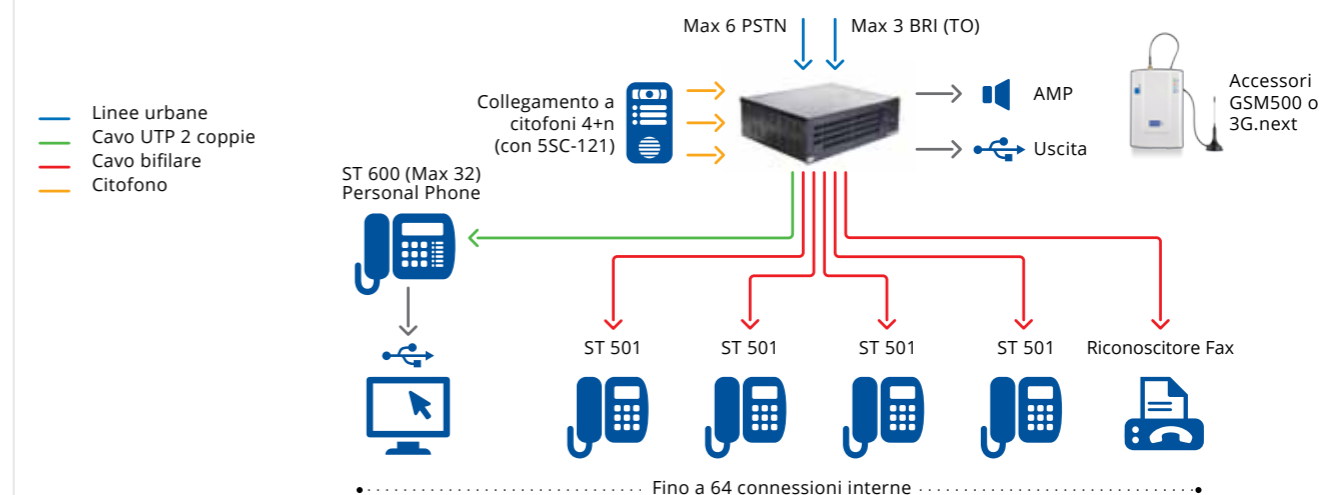 Max 6 PSTN
Max 3 BRI (TO)
Linee urbane
Cavo UTP 2 coppie
Cavo bifilare
Citofono
Collegamento a
citofoni 4+n
(con 5SC-121)
AMP
Uscita
Accessori
GSM500 o
3G.next
ST 600 (Max 32)
Personal Phone
ST 501
ST 501
ST 501
ST 501
Riconoscitore Fax
Fino a 64 connessioni interne